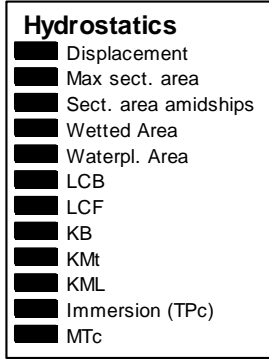 Hydrostatics
Displacement
Max sect. area
Sect. area amidships
Wetted Area
Waterpl. Area
LCB
LCF
KB
KMt
KML
Immersion (TPc)
MTc